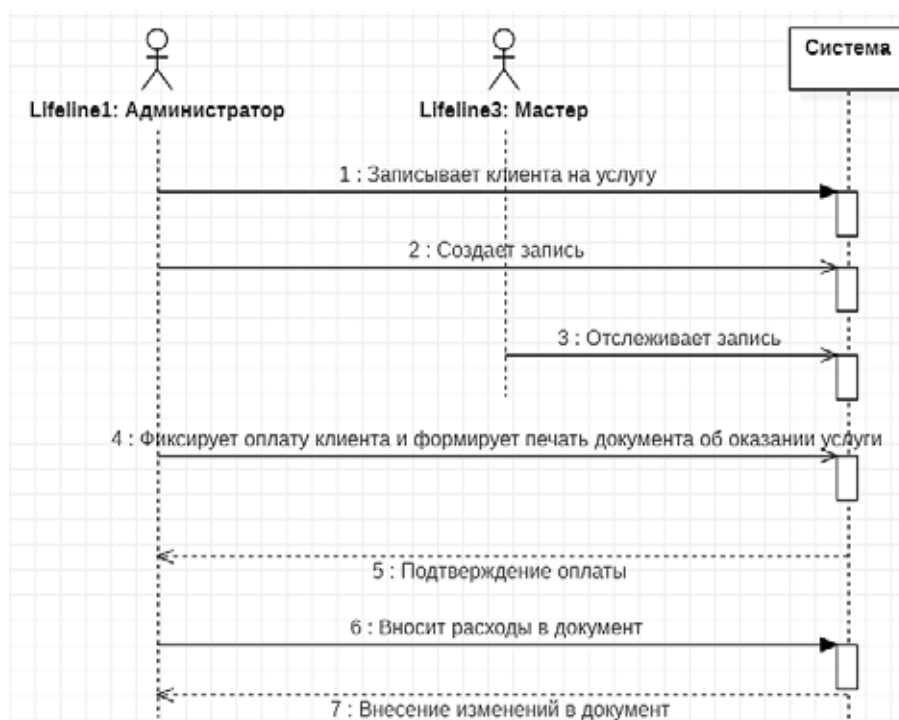 Система
Lifeline1: Администратор
Lifeline3: Мастер
1 : Записывает клиента на услугу
2 : Создает запись
3 : Отслеживает запись
4 : Фиксирует оплату клиента и формирует печать документа об оказании услуги
5 : Подтверждение оплаты
6 : Вносит расходы в документ
7 : Внесение изменений в документ